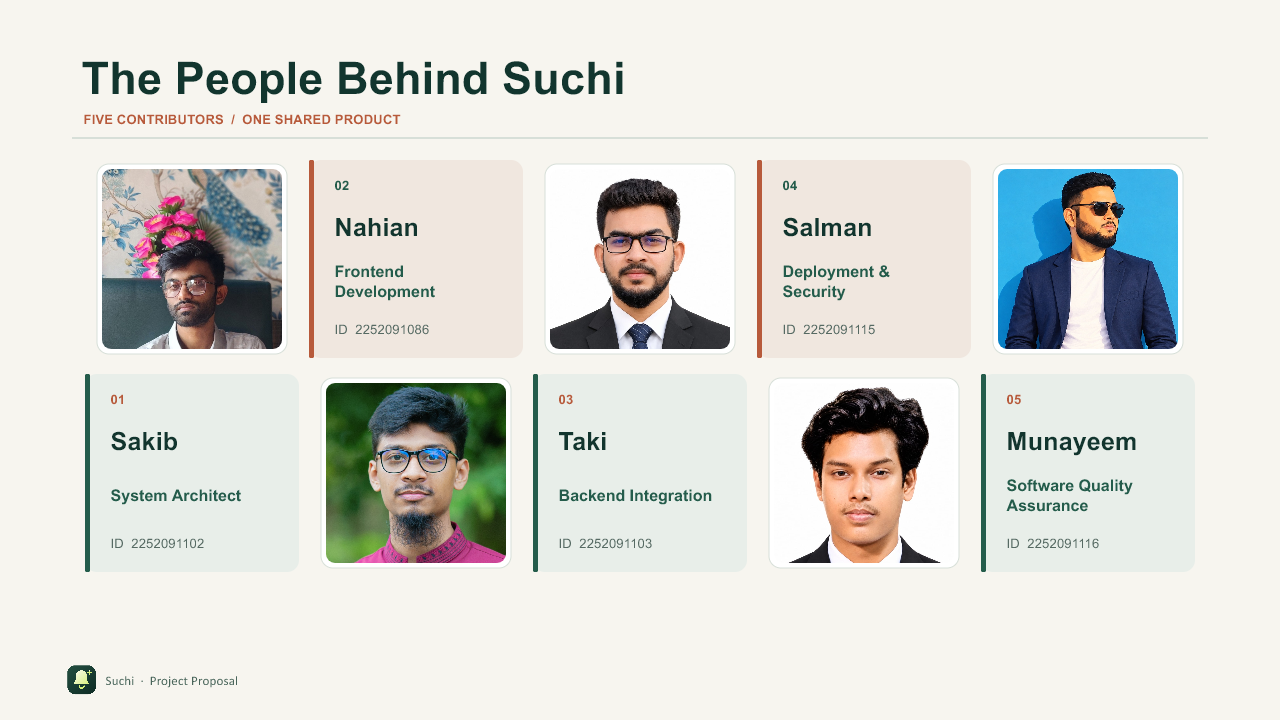 The People Behind Suchi
FIVE CONTRIBUTORS / ONE SHARED PRODUCT
02
Nahian
Frontend
Development
ID 2252091086
04
Salman
Deployment &
Security
ID 2252091115
01
Sakib
System Architect
ID 2252091102
03
Taki
Backend Integration
ID 2252091103
05
Munayeem
Software Quality
Assurance
ID 2252091116
Suchi · Project Proposal